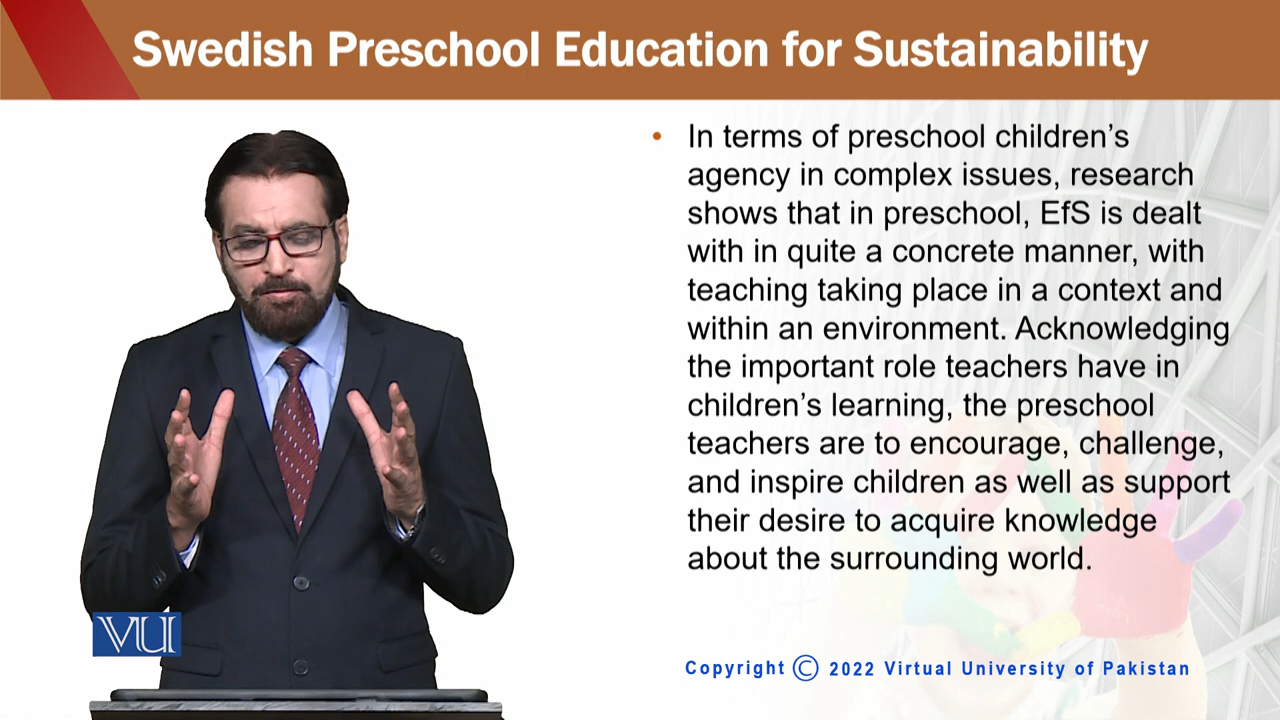 Swedish Preschool Education for Sustainability
• In terms of preschool children’s
agency in complex issues, research
shows that in preschool, EfS is dealt
with in quite a concrete manner, with
teaching taking place in a context and
within an environment. Acknowledging
the important role teachers have in
children’s learning, the preschool
teachers are to encourage, challenge,
and inspire children as well as support
their desire to acquire knowledge
about the surrounding world.
VU
Copyright © 2022 Virtual University of Pakistan